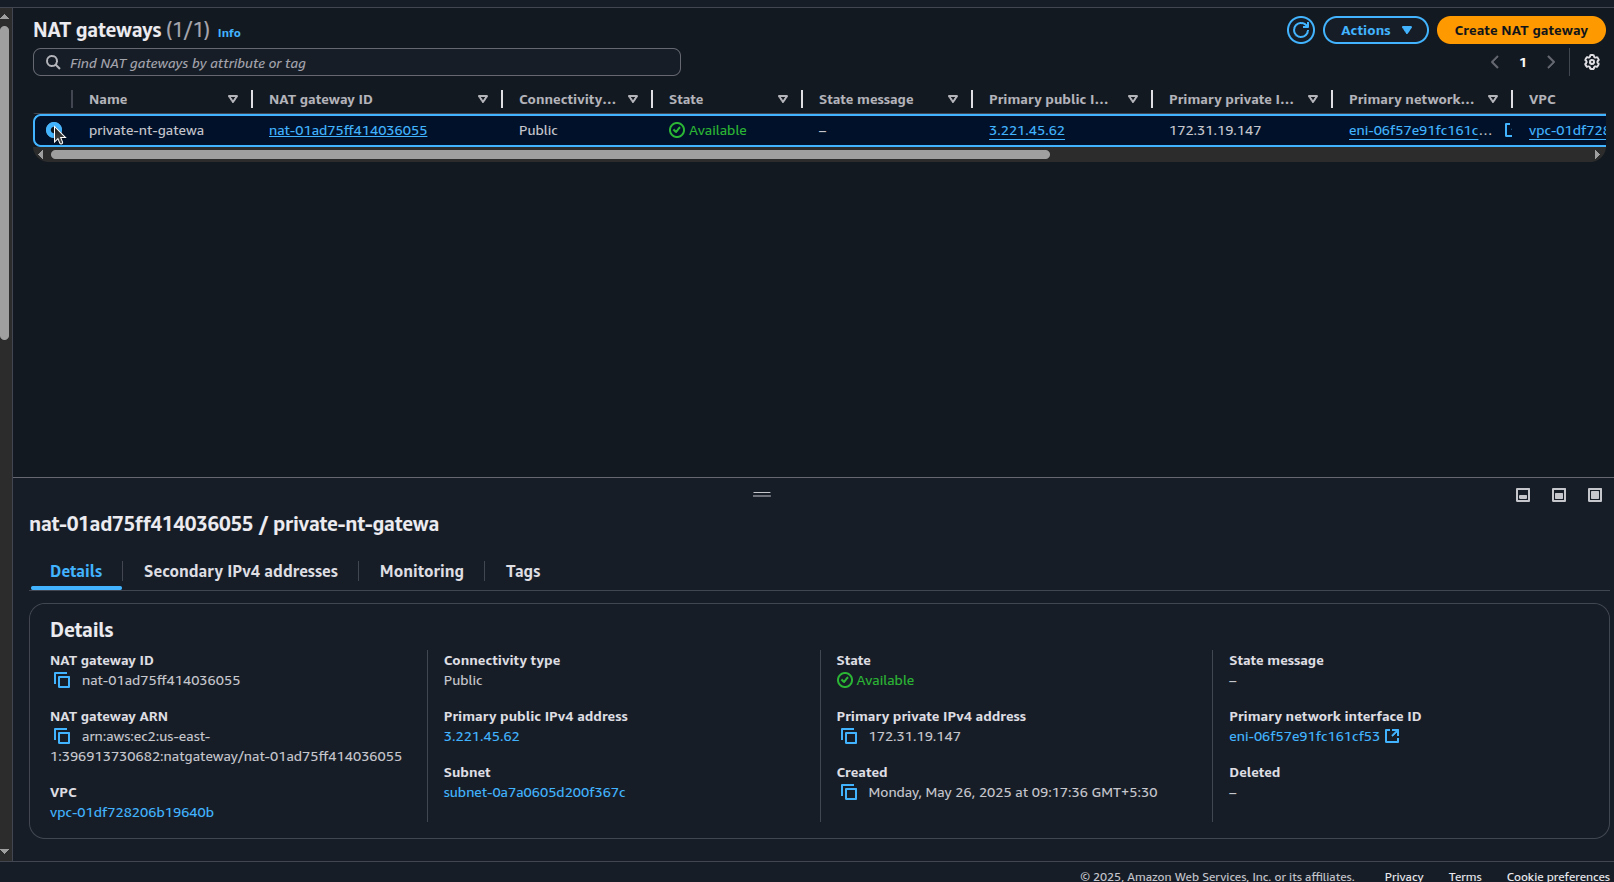 NAT gateways (1/1) Info
Actions
Create NAT gateway
Find NAT gateways by attribute or tag
1
Name
NAT gateway ID
Connectivity...
State
State message
Primary public I...
Primary private I...
Primary network...
VPC
private-nt-gatewa
nat-01ad75ff414036055
Public
Available
–
3.221.45.62
172.31.19.147
eni-06f57e91fc161c...
vpc-01df728
nat-01ad75ff414036055 / private-nt-gatewa
Details
Secondary IPv4 addresses
Monitoring
Tags
Details
NAT gateway ID
nat-01ad75ff414036055
NAT gateway ARN
arn:aws:ec2:us-east-
1:396913730682:natgateway/nat-01ad75ff414036055
VPC
vpc-01df728206b19640b
Connectivity type
Public
Primary public IPv4 address
3.221.45.62
Subnet
subnet-0a7a0605d200f367c
State
Available
Primary private IPv4 address
172.31.19.147
Created
Monday, May 26, 2025 at 09:17:36 GMT+5:30
State message
–
Primary network interface ID
eni-06f57e91fc161cf53
Deleted
–
© 2025, Amazon Web Services, Inc. or its affiliates.
Privacy
Terms
Cookie preferences